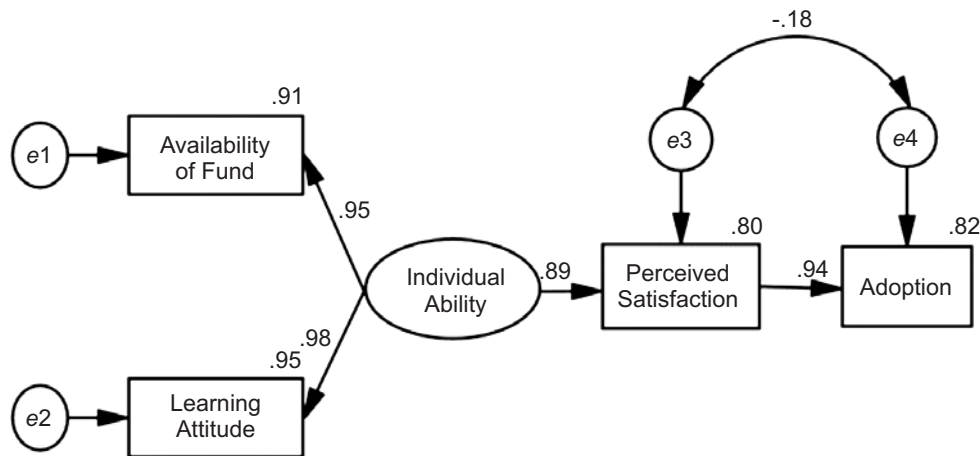 -.18
.91
e1
Availability
of Fund
e3
e4
.95
.80
.82
Individual
Ability
.89
Perceived
Satisfaction
.94
Adoption
.98
.95
e2
Learning
Attitude